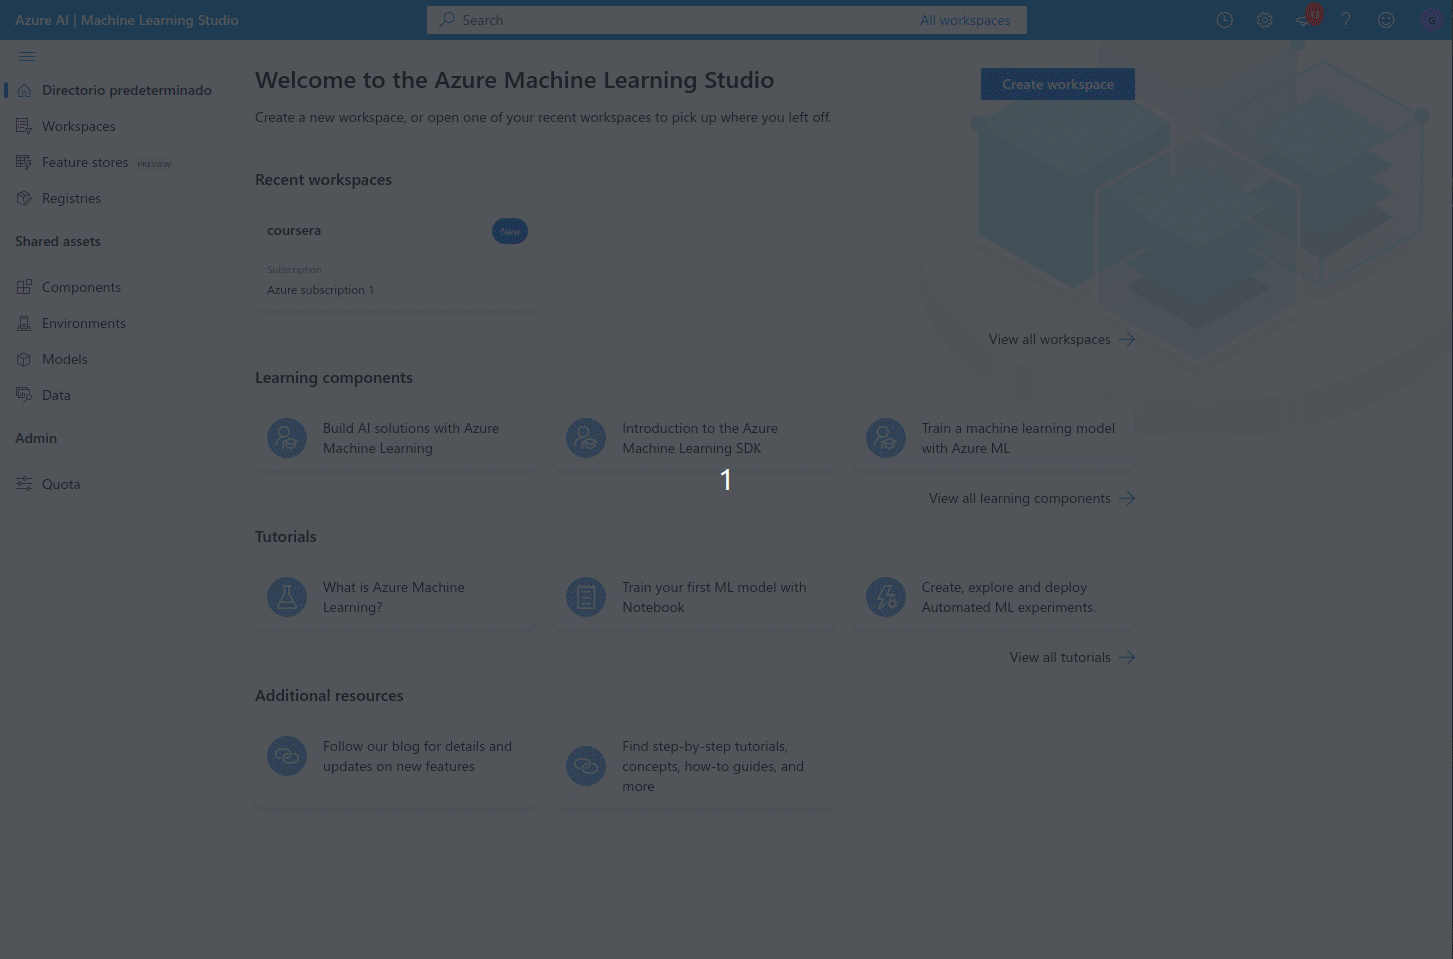 Azure AI | Machine Learning Studio
Search
All workspaces
Directorio predeterminado
Workspaces
Feature stores PREVIEW
Registries
Shared assets
Components
Environments
Models
Data
Admin
Quota
Welcome to the Azure Machine Learning Studio
Create workspace
Create a new workspace, or open one of your recent workspaces to pick up where you left off.
Recent workspaces
coursera
New
Subscription
Azure subscription 1
View all workspaces
Learning components
Build AI solutions with Azure
Machine Learning
Introduction to the Azure
Machine Learning SDK
Train a machine learning model
with Azure ML
1
View all learning components
Tutorials
What is Azure Machine
Learning?
Train your first ML model with
Notebook
Create, explore and deploy
Automated ML experiments.
View all tutorials
Additional resources
Follow our blog for details and
updates on new features
Find step-by-step tutorials,
concepts, how-to guides, and
more